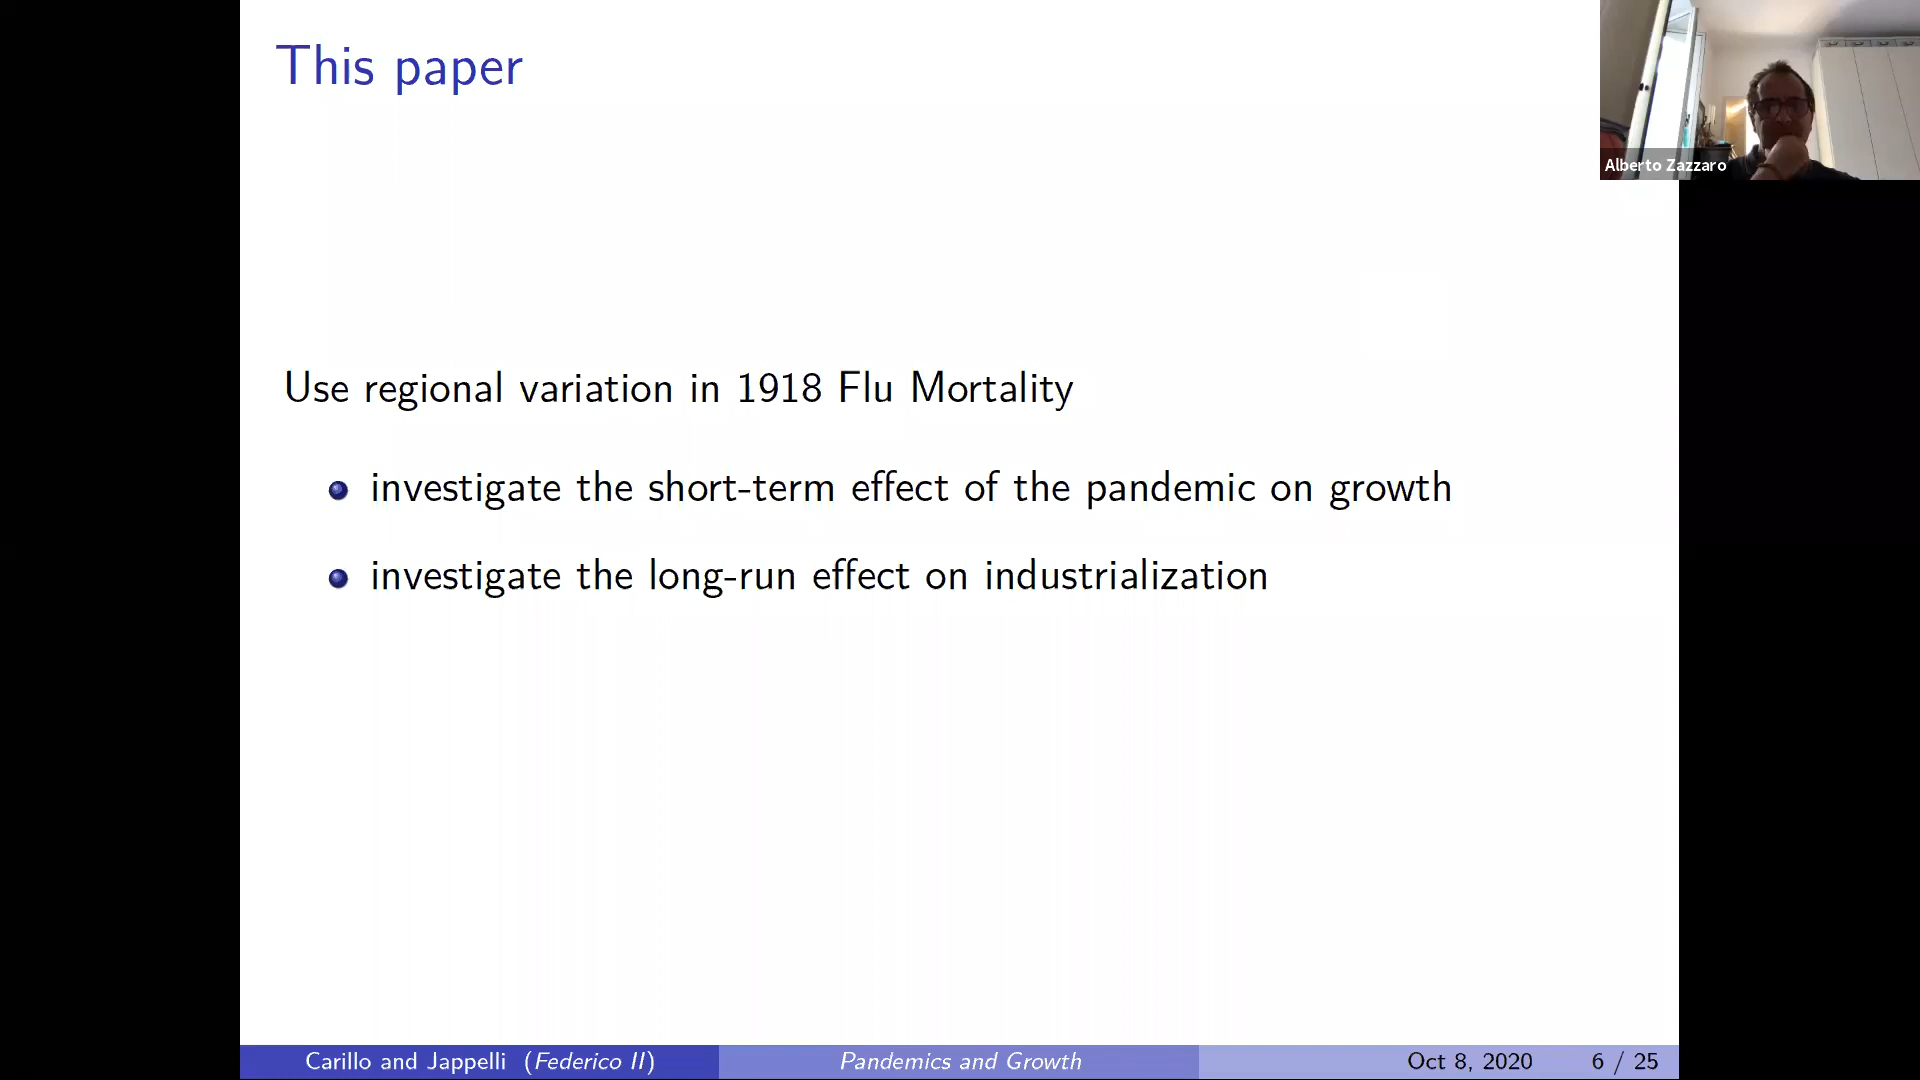 This paper
Alberto Zazzaro
Use regional variation in 1918 Flu Mortality
investigate the short-term effect of the pandemic on growth
investigate the long-run effect on industrialization
Carillo and Jappelli (Federico II) Pandemics and Growth Oct 8, 2020 6 / 25